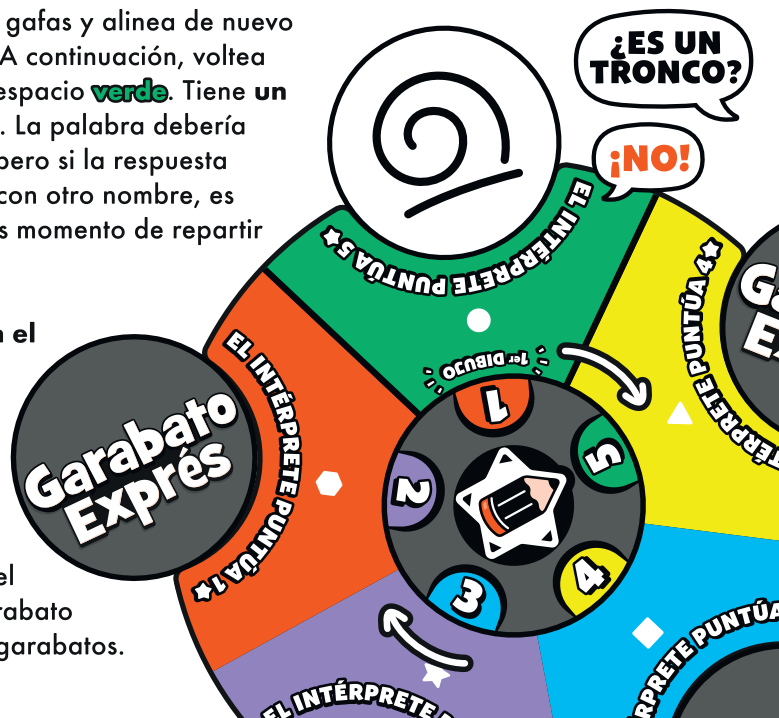 gafas y alinea de nuevo
A continuación, voltea
espacio verde. Tiene un
. La palabra debería
pero si la respuesta
con otro nombre, es
s momento de repartir
¿ES UN
TRONCO?
¡NO!
EL INTÉRPRETE PUNTÚA 5
EL INTÉRPRETE PUNTÚA 4
n el
1er DIBUJO
EL INTÉRPRETE PUNTÚA 1
Garabato
Exprés
Ga
E
1
2
3
4
5
el
rabato
garabatos.
EL INTÉRPRETE
RPRETE PUNTÚA